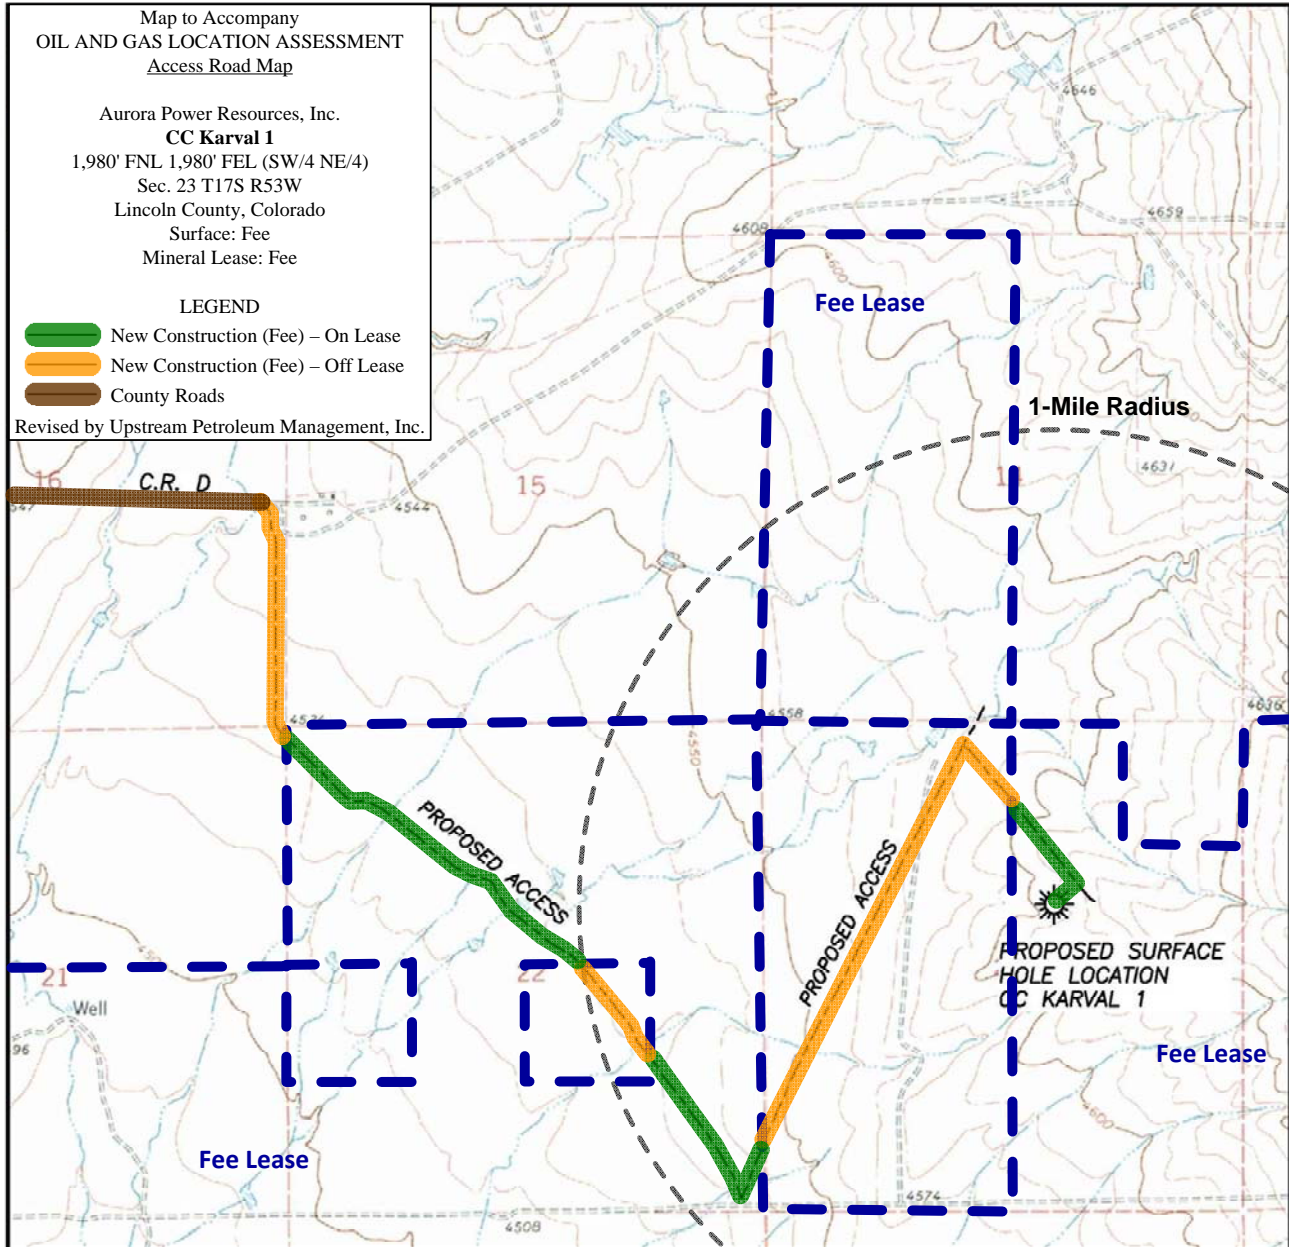 Map to Accompany
OIL AND GAS LOCATION ASSESSMENT
Access Road Map
Aurora Power Resources, Inc.
CC Karval 1
1,980' FNL 1,980' FEL (SW/4 NE/4)
Sec. 23 T17S R53W
Lincoln County, Colorado
Surface: Fee
Mineral Lease: Fee
LEGEND
New Construction (Fee) – On Lease
New Construction (Fee) – Off Lease
County Roads
Revised by Upstream Petroleum Management, Inc.
4646
4659
4608
4600
Fee Lease
1-Mile Radius
4631
16
C.R. D
15
4544
4558
4636
4550
PROPOSED ACCESS
PROPOSED ACCESS
PROPOSED SURFACE
HOLE LOCATION
CC KARVAL 1
21
22
Well
96
Fee Lease
Fee Lease
4600
4574
4508